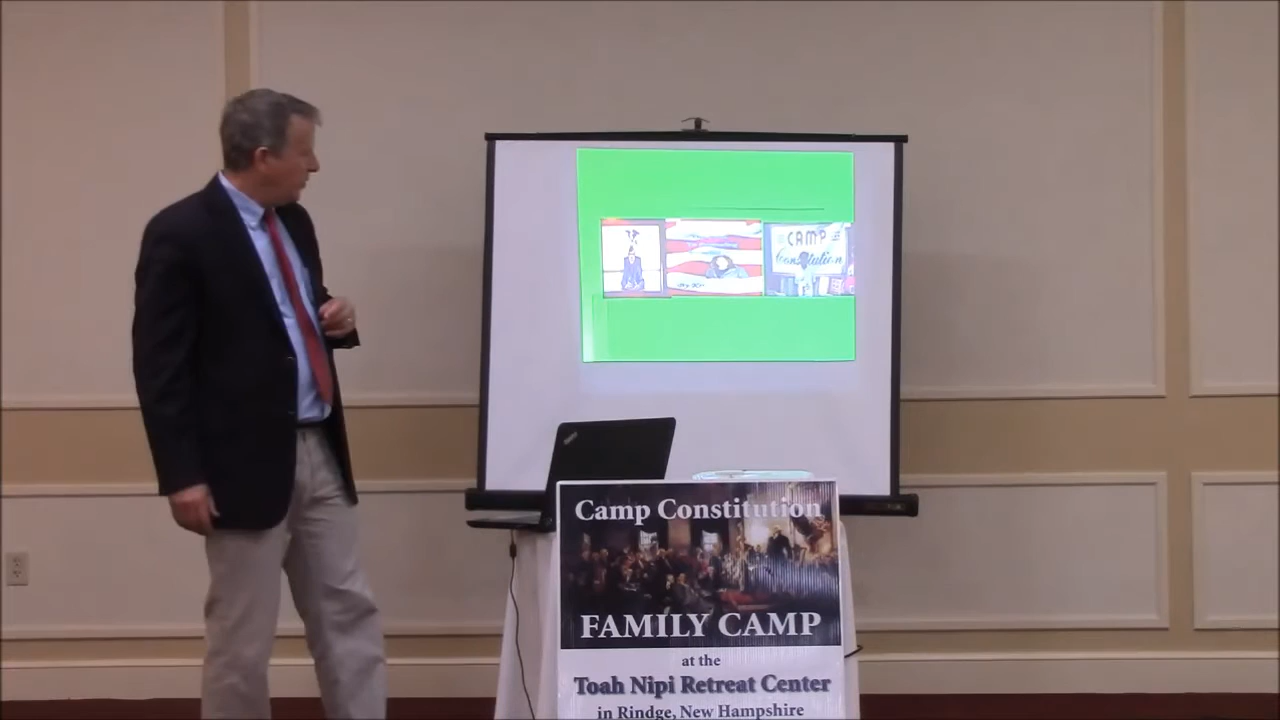 CAMP
Constitution
Camp Constitution
FAMILY CAMP
at the
Toah Nipi Retreat Center
in Rindge, New Hampshire